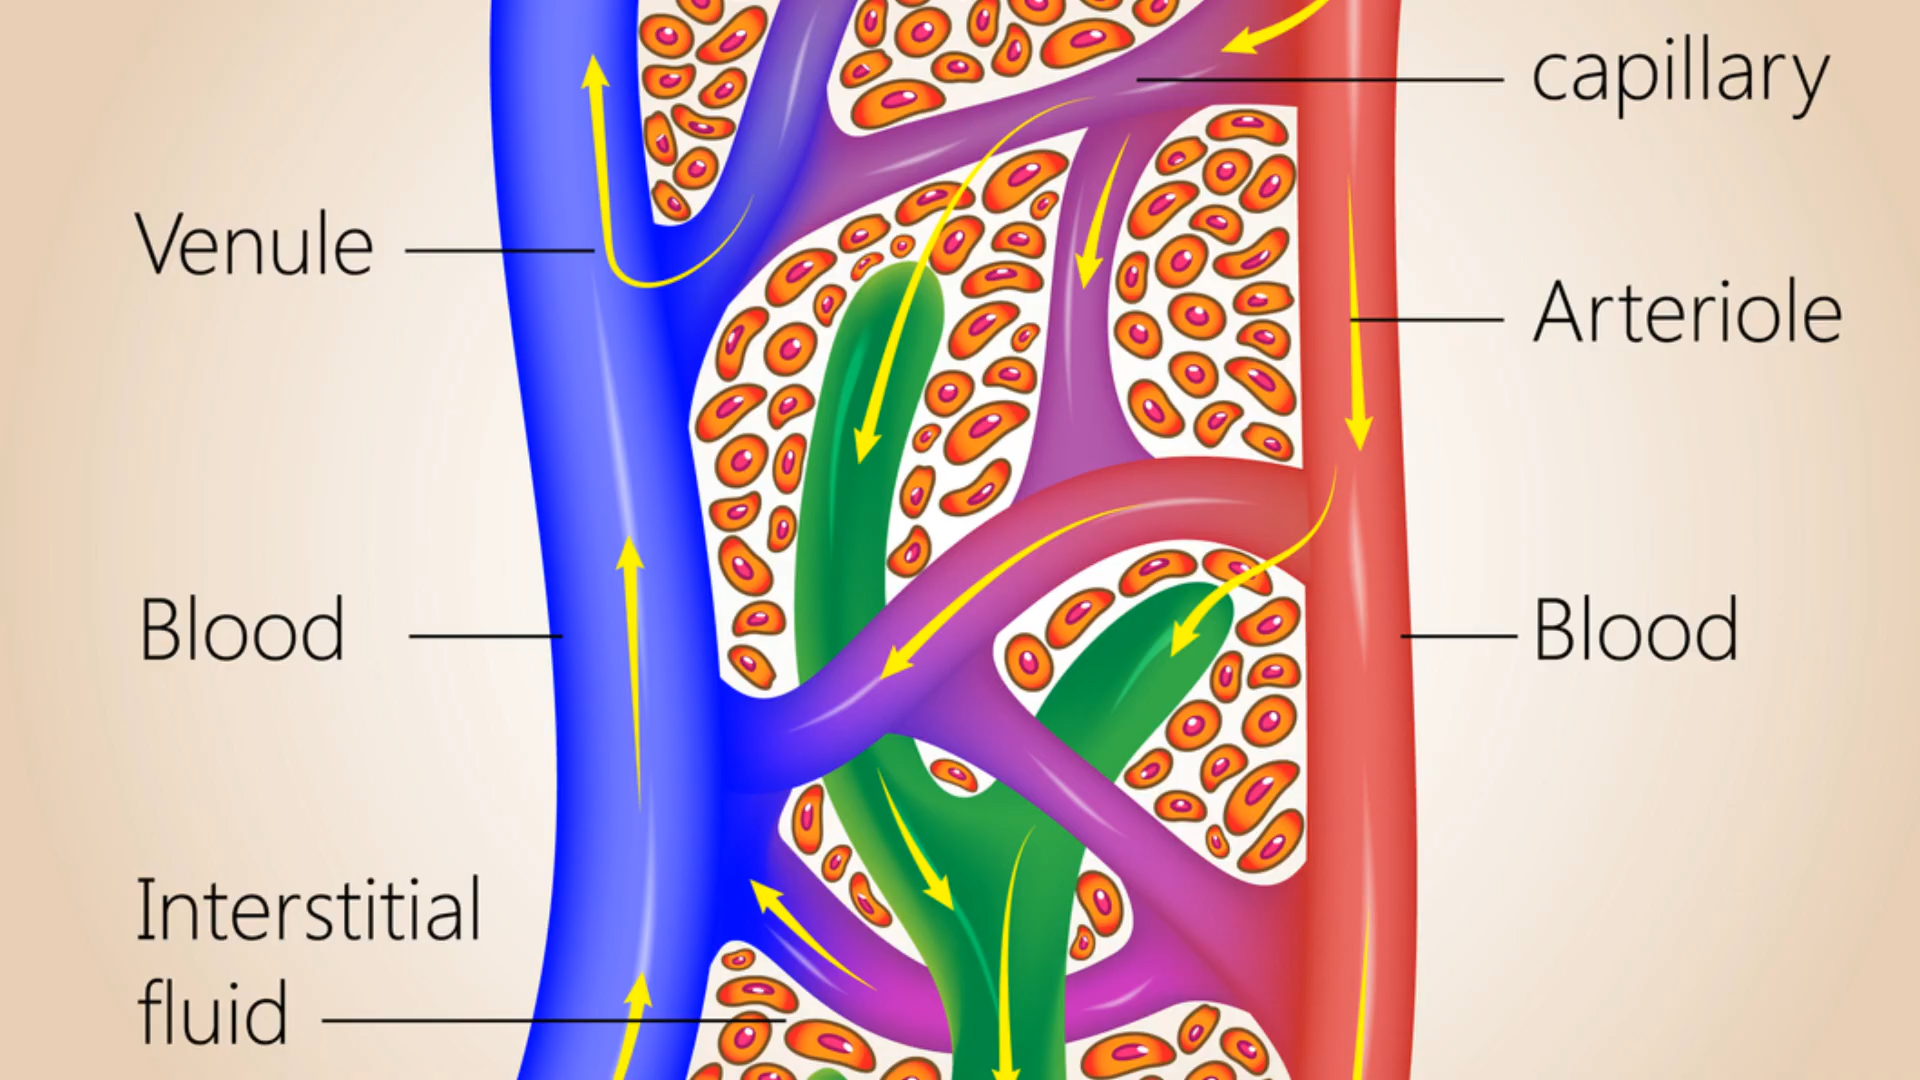 capillary
Venule
Arteriole
Blood
Blood
Interstitial
fluid